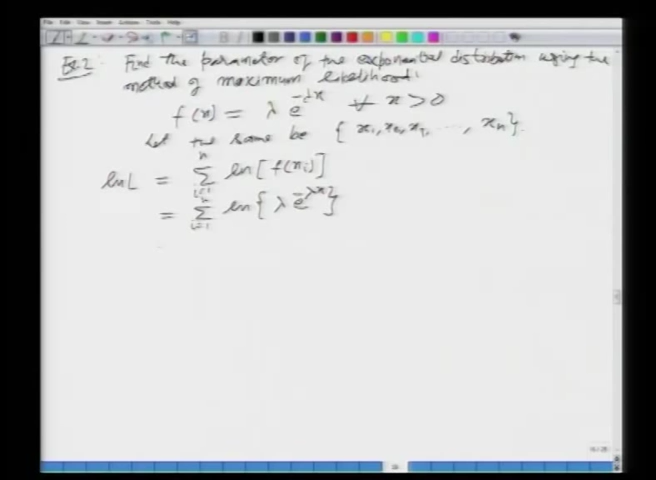 Ex.2. Find the parameter of the exponential distribution using the
method of maximum likelihood.
f(x) = λ e^{-λx} ∀ x > 0
Let the same be { x₁, x₂, x₃, ..., xₙ }.
ln L = Σ_{i=1}^{n} ln [ f(xᵢ) ]
= Σ_{i=1}^{n} ln { λ e^{-λxᵢ} }